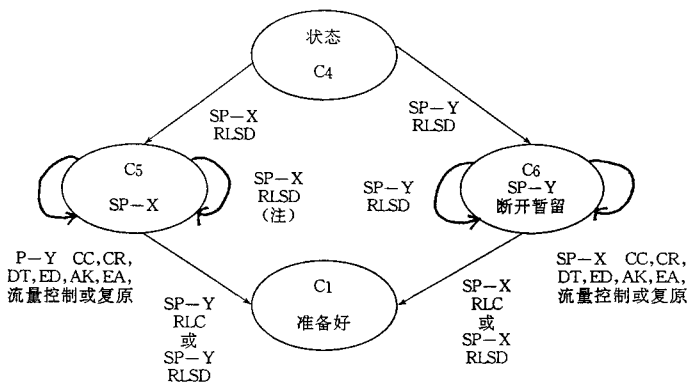 状态
C4
SP-X
RLSD
SP-Y
RLSD
C5
SP-X
SP-X
RLSD
(注)
SP-Y
RLSD
C6
SP-Y
断开暂留
P-Y CC,CR,
DT,ED,AK,EA,
流量控制或复原
SP-Y
RLC
或
SP-Y
RLSD
C1
准备好
SP-X
RLC
或
SP-X
RLSD
SP-X CC,CR,
DT,ED,AK,EA,
流量控制或复原